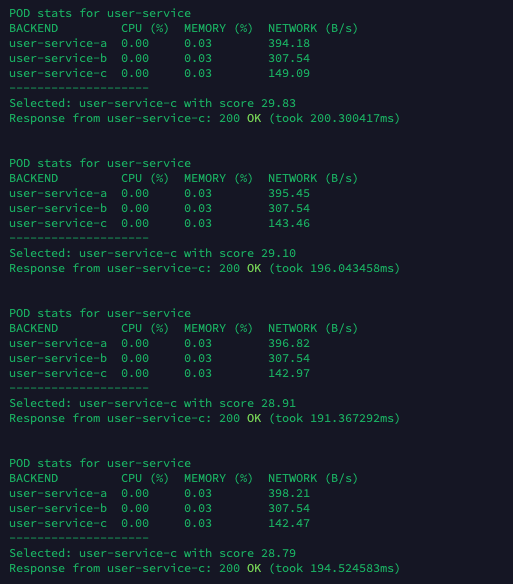 POD stats for user-service
BACKEND CPU (%) MEMORY (%) NETWORK (B/s)
user-service-a 0.00 0.03 394.18
user-service-b 0.00 0.03 307.54
user-service-c 0.00 0.03 149.09
--------------------
Selected: user-service-c with score 29.83
Response from user-service-c: 200 OK (took 200.300417ms)
POD stats for user-service
BACKEND CPU (%) MEMORY (%) NETWORK (B/s)
user-service-a 0.00 0.03 395.45
user-service-b 0.00 0.03 307.54
user-service-c 0.00 0.03 143.46
--------------------
Selected: user-service-c with score 29.10
Response from user-service-c: 200 OK (took 196.043458ms)
POD stats for user-service
BACKEND CPU (%) MEMORY (%) NETWORK (B/s)
user-service-a 0.00 0.03 396.82
user-service-b 0.00 0.03 307.54
user-service-c 0.00 0.03 142.97
--------------------
Selected: user-service-c with score 28.91
Response from user-service-c: 200 OK (took 191.367292ms)
POD stats for user-service
BACKEND CPU (%) MEMORY (%) NETWORK (B/s)
user-service-a 0.00 0.03 398.21
user-service-b 0.00 0.03 307.54
user-service-c 0.00 0.03 142.47
--------------------
Selected: user-service-c with score 28.79
Response from user-service-c: 200 OK (took 194.524583ms)